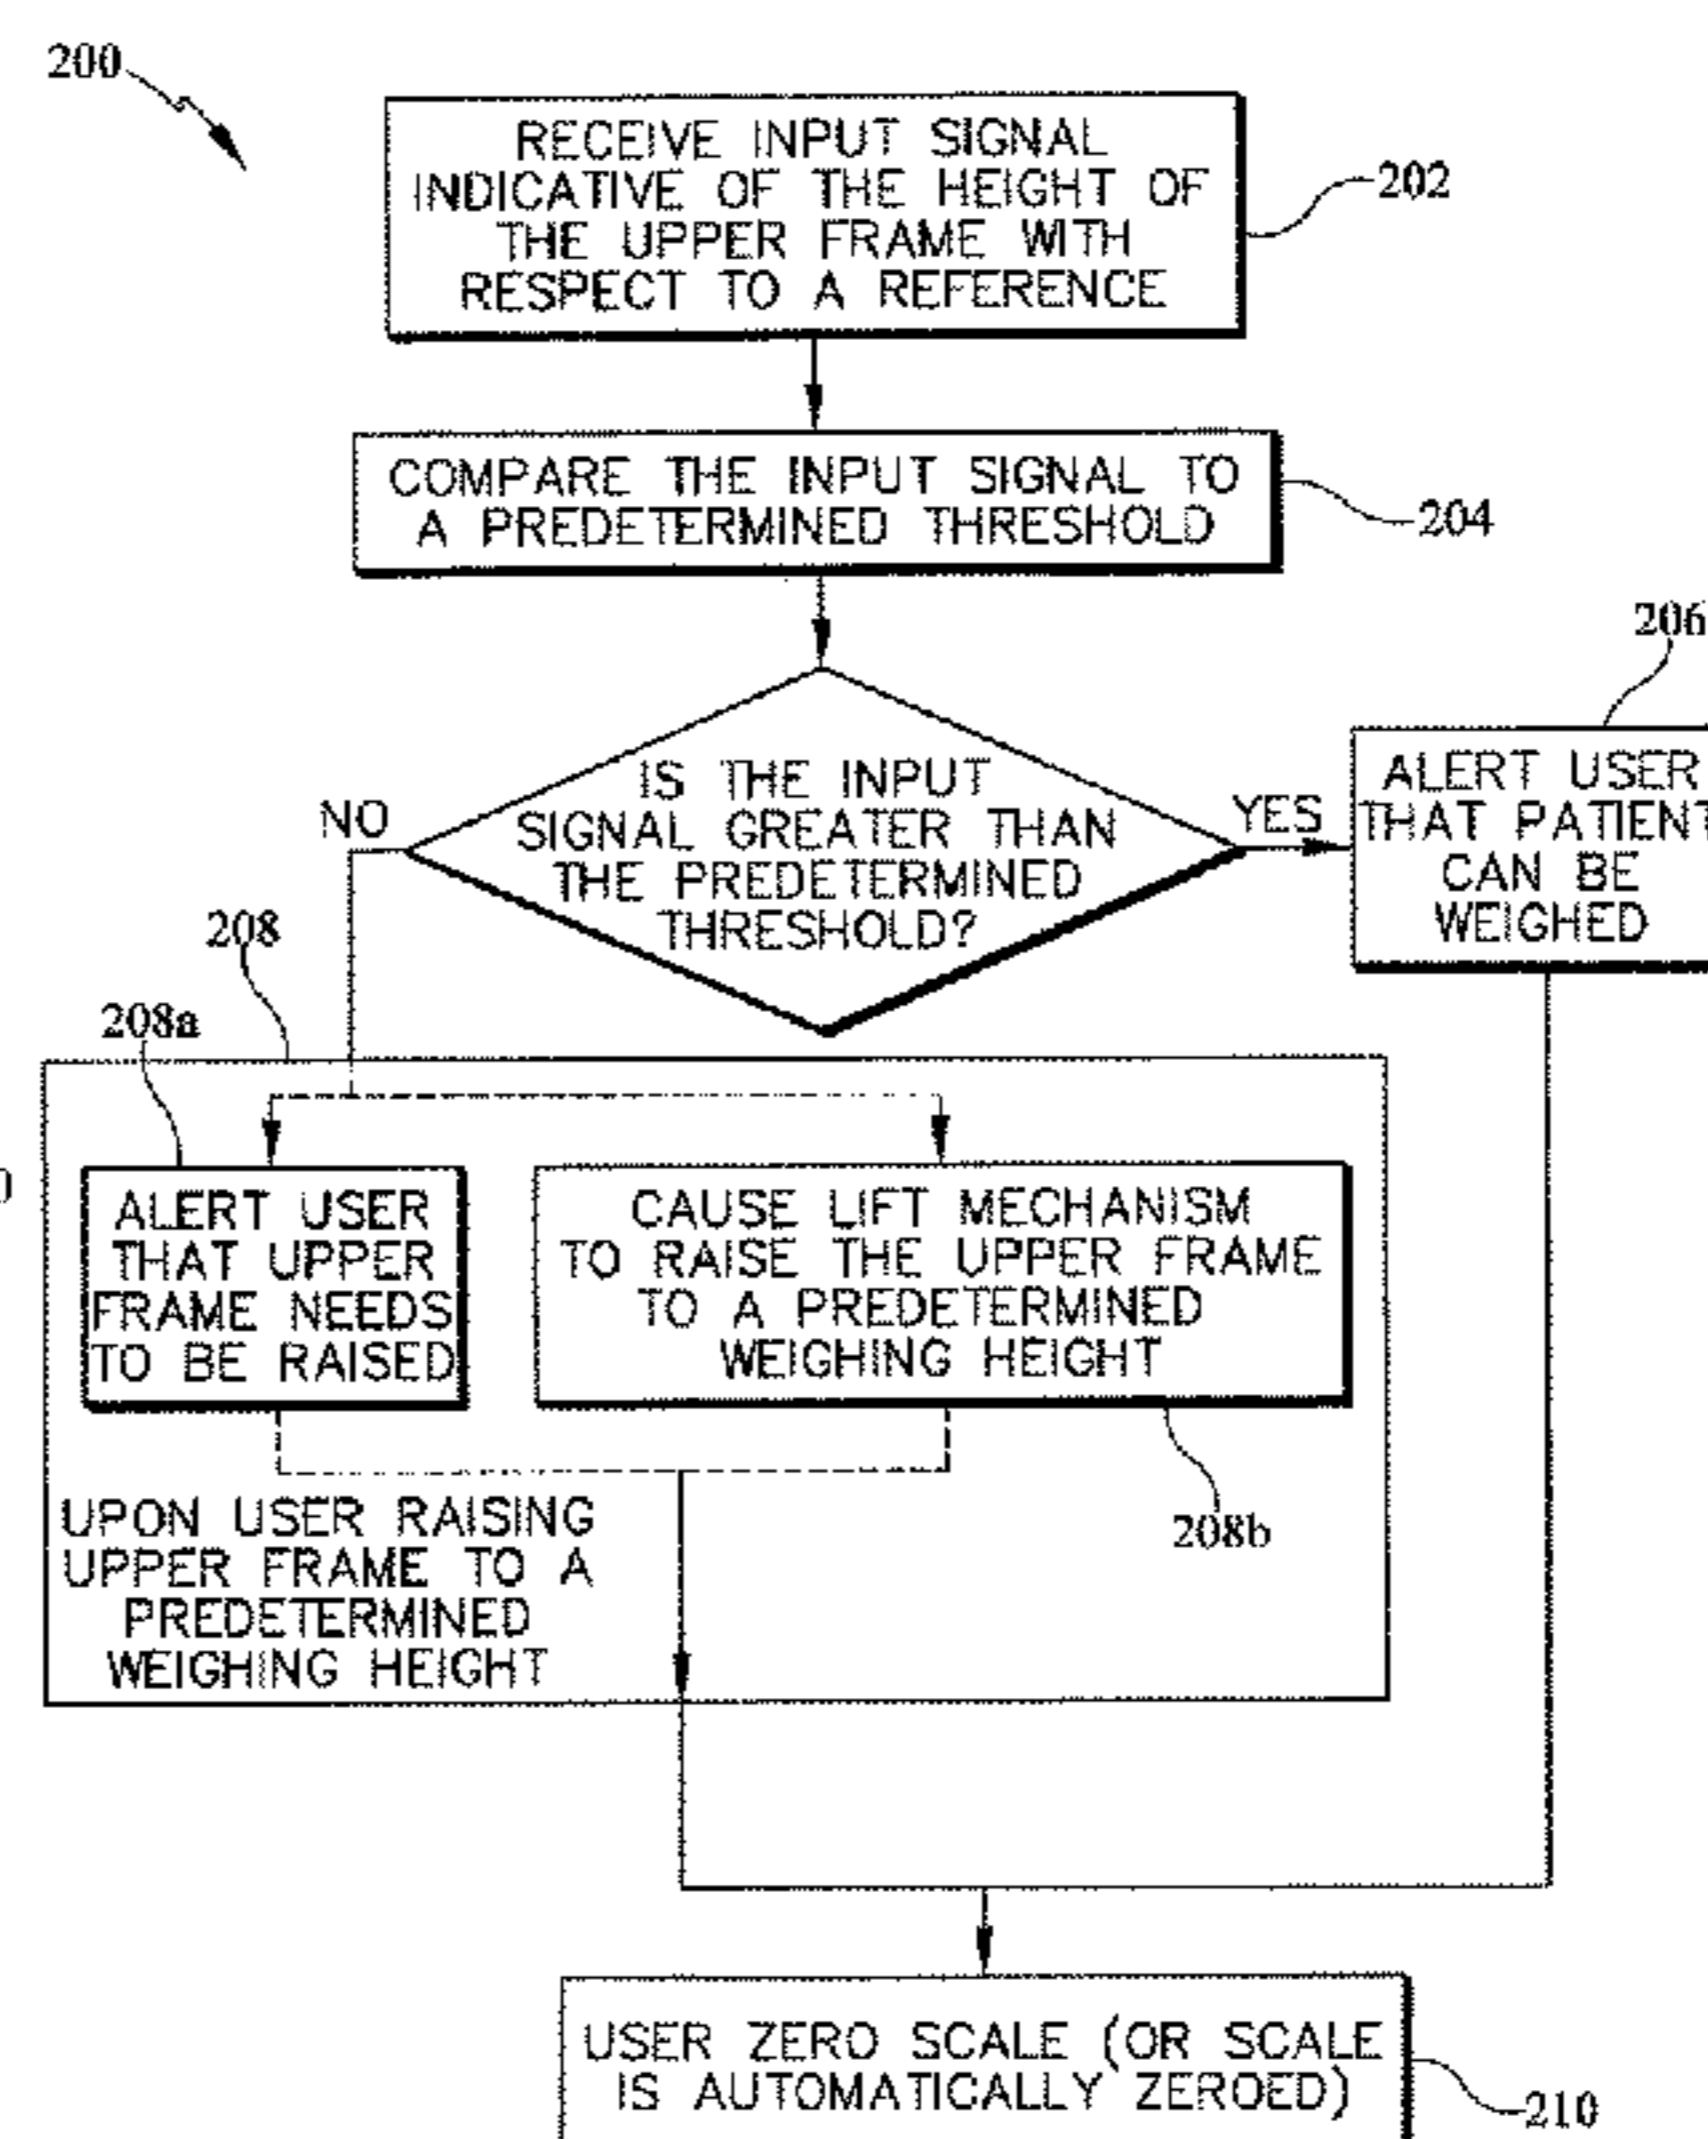 200
RECEIVE INPUT SIGNAL
INDICATIVE OF THE HEIGHT OF
THE UPPER FRAME WITH
RESPECT TO A REFERENCE
202
COMPARE THE INPUT SIGNAL TO
A PREDETERMINED THRESHOLD
204
IS THE INPUT
SIGNAL GREATER THAN
THE PREDETERMINED
THRESHOLD?
NO
YES
206
ALERT USER
THAT PATIENT
CAN BE
WEIGHED
208
208a
ALERT USER
THAT UPPER
FRAME NEEDS
TO BE RAISED
CAUSE LIFT MECHANISM
TO RAISE THE UPPER FRAME
TO A PREDETERMINED
WEIGHING HEIGHT
208b
UPON USER RAISING
UPPER FRAME TO A
PREDETERMINED
WEIGHING HEIGHT
USER ZERO SCALE (OR SCALE
IS AUTOMATICALLY ZEROED)
210